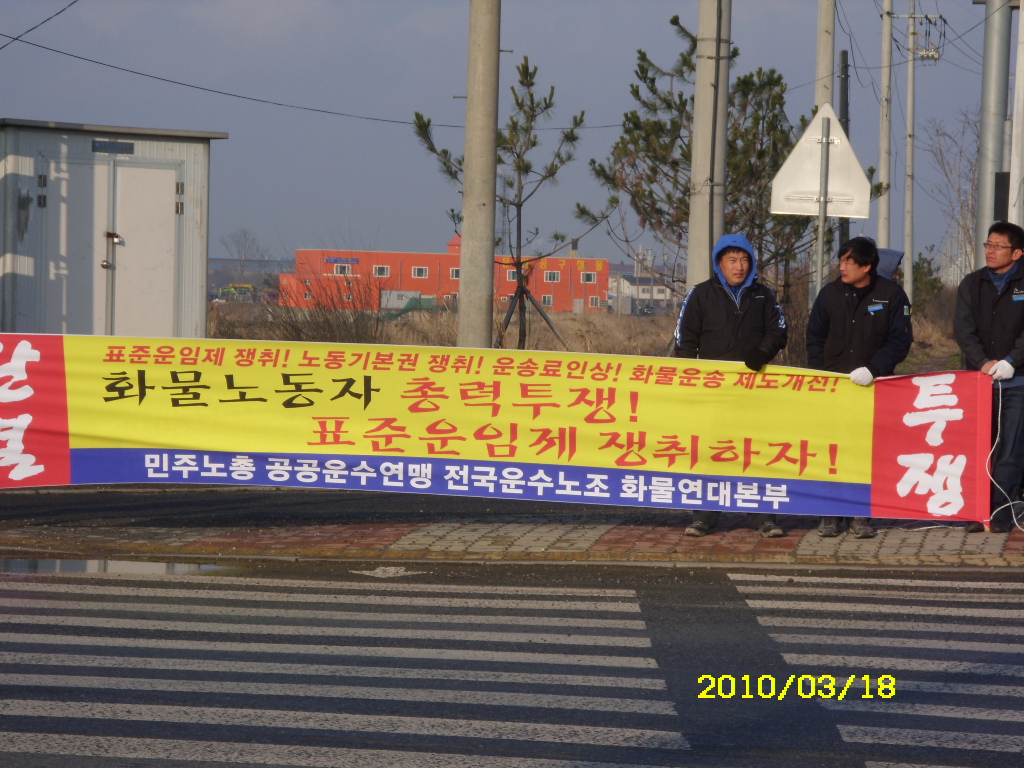 단결
표준운임제 쟁취! 노동기본권 쟁취! 운송료인상! 화물운송 제도개선!
화물노동자 총력투쟁!
표준운임제 쟁취하자!
민주노총 공공운수연맹 전국운수노조 화물연대본부
투쟁
2010/03/18